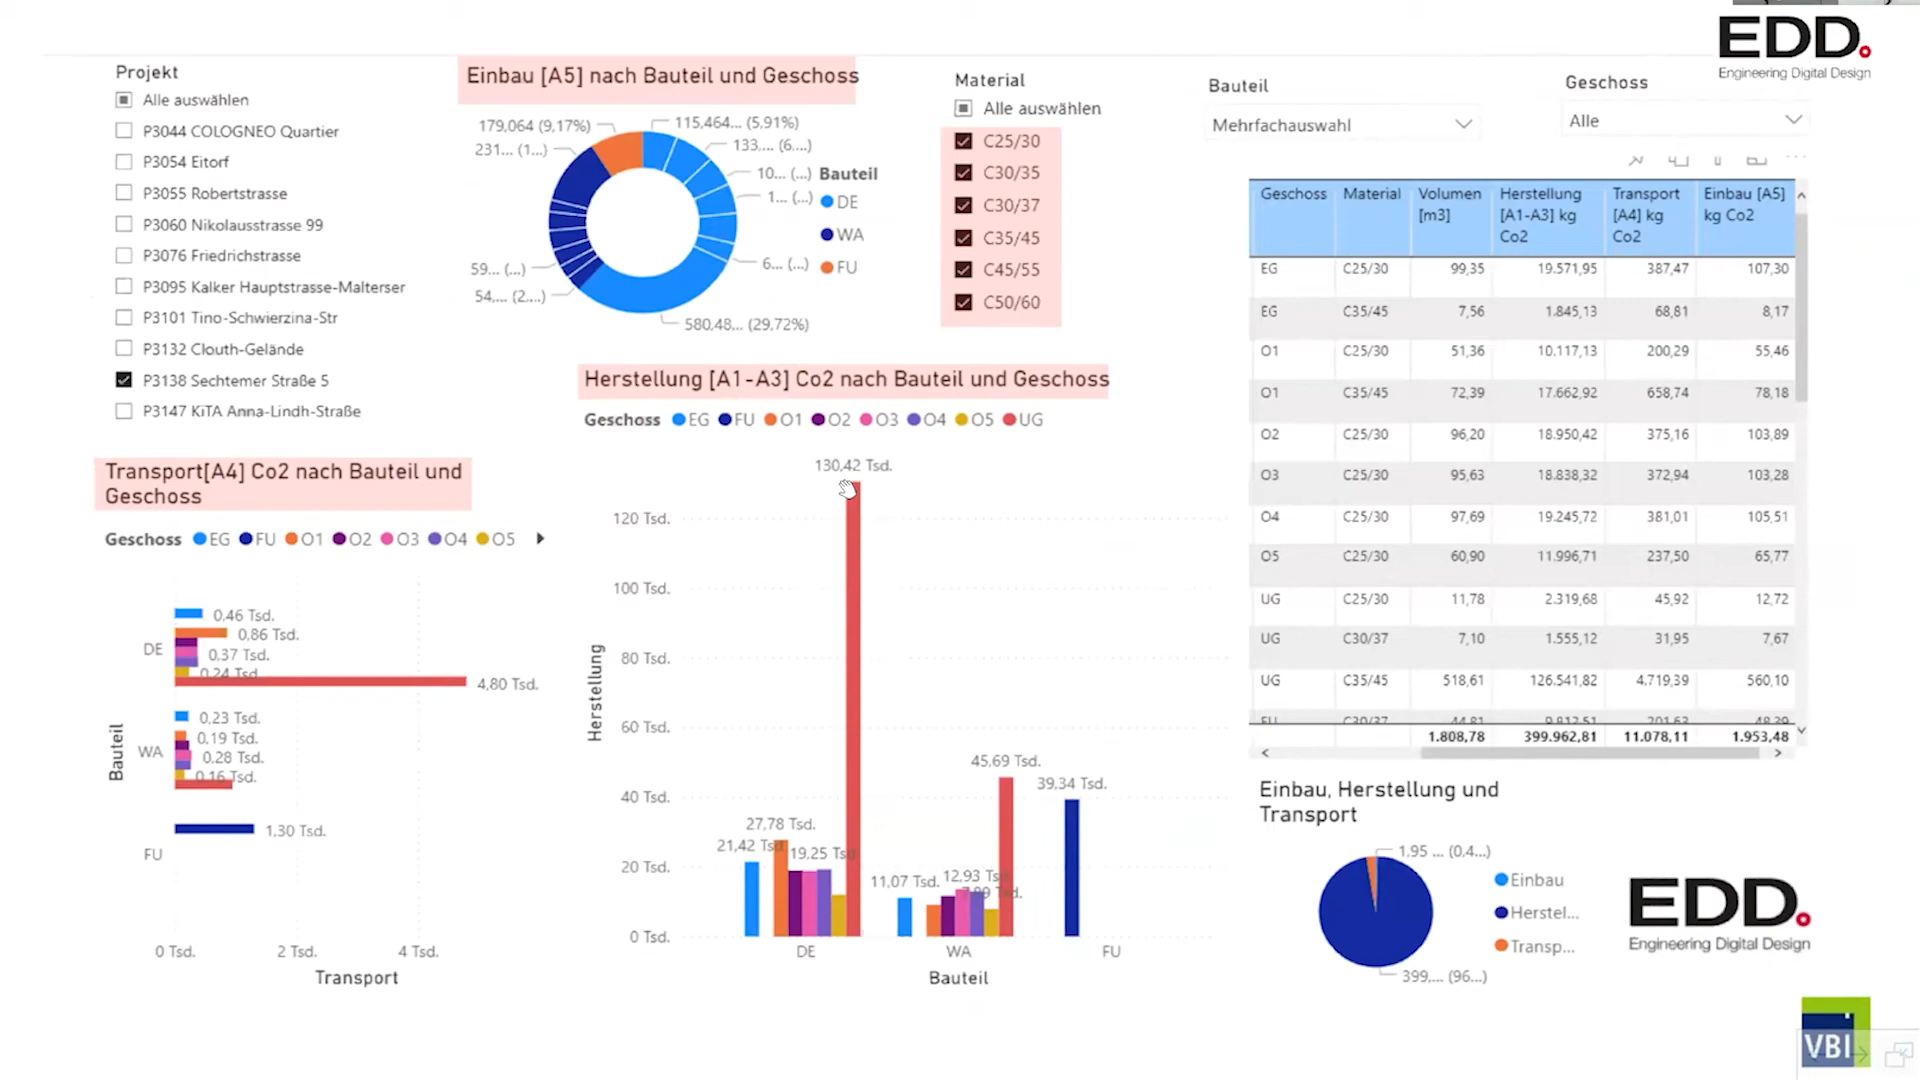 EDD.
Engineering Digital Design
Projekt
Alle auswählen
P3044 COLOGNEO Quartier
P3054 Eitorf
P3055 Robertstrasse
P3060 Nikolausstrasse 99
P3076 Friedrichstrasse
P3095 Kalker Hauptstrasse-Malterser
P3101 Tino-Schwierzina-Str
P3132 Clouth-Gelände
P3138 Sechtemer Straße 5
P3147 KiTA Anna-Lindh-Straße
Einbau [A5] nach Bauteil und Geschoss
179,064 (9,17%)
115,464... (5,91%)
231... (1...)
133,... (6,...)
10... (...)
1... (...)
6... (...)
59... (...)
54,... (2,...)
580,48... (29,72%)
Bauteil
DE
WA
FU
Material
Alle auswählen
C25/30
C30/35
C30/37
C35/45
C45/55
C50/60
Bauteil
Mehrfachauswahl
Geschoss
Alle
Geschoss Material Volumen [m3] Herstellung [A1-A3] kg Co2 Transport [A4] kg Co2 Einbau [A5] kg Co2
EG C25/30 99,35 19.571,95 387,47 107,30
EG C35/45 7,56 1.845,13 68,81 8,17
O1 C25/30 51,36 10.117,13 200,29 55,46
O1 C35/45 72,39 17.662,92 658,74 78,18
O2 C25/30 96,20 18.950,42 375,16 103,89
O3 C25/30 95,63 18.838,32 372,94 103,28
O4 C25/30 97,69 19.245,72 381,01 105,51
O5 C25/30 60,90 11.996,71 237,50 65,77
UG C25/30 11,78 2.319,68 45,92 12,72
UG C30/37 7,10 1.555,12 31,95 7,67
UG C35/45 518,61 126.541,82 4.719,39 560,10
FU C30/37 44,81 9.812,51 201,63 48,39
1.808,78 399.962,81 11.078,11 1.953,48
Transport[A4] Co2 nach Bauteil und
Geschoss
Geschoss EG FU O1 O2 O3 O4 O5
0,46 Tsd.
0,86 Tsd.
DE
0,37 Tsd.
0,24 Tsd.
4,80 Tsd.
0,23 Tsd.
0,19 Tsd.
WA
0,28 Tsd.
0,16 Tsd.
1,30 Tsd.
FU
Bauteil
0 Tsd. 2 Tsd. 4 Tsd.
Transport
Herstellung [A1-A3] Co2 nach Bauteil und Geschoss
Geschoss EG FU O1 O2 O3 O4 O5 UG
130,42 Tsd.
120 Tsd.
100 Tsd.
80 Tsd.
60 Tsd.
40 Tsd.
20 Tsd.
0 Tsd.
Herstellung
45,69 Tsd.
39,34 Tsd.
27,78 Tsd.
21,42 Tsd.
19,25 Tsd.
11,07 Tsd.
12,93 Tsd.
DE WA FU
Bauteil
Einbau, Herstellung und
Transport
1,95 ... (0,4...)
399,... (96...)
Einbau
Herstel...
Transp...
EDD.
Engineering Digital Design
VBI